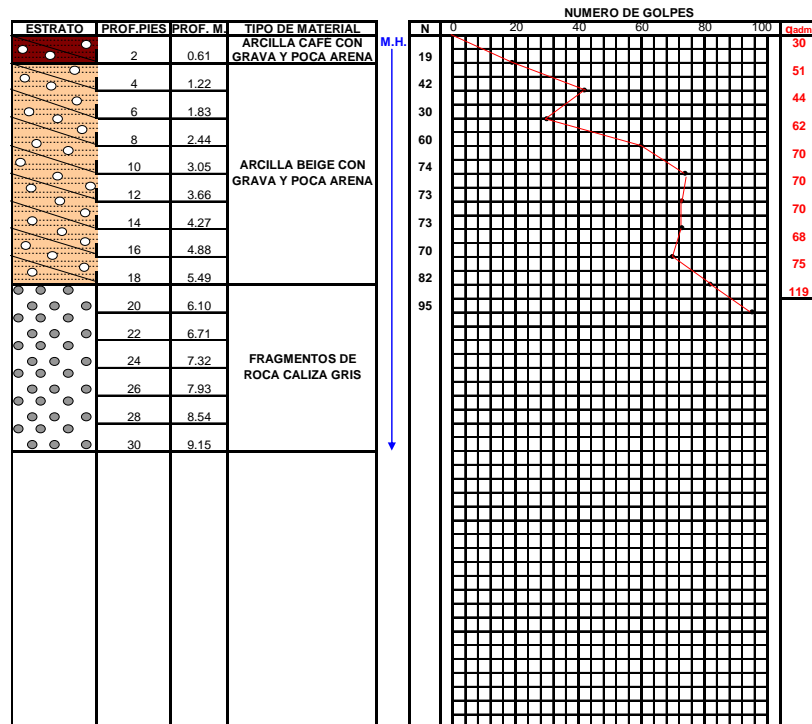 NUMERO DE GOLPES
ESTRATO PROF.PIES PROF. M. TIPO DE MATERIAL N 0 20 40 60 80 100 qadm
M.H.
ARCILLA CAFE CON
GRAVA Y POCA ARENA
2 0.61 19 30
4 1.22 42 51
6 1.83 30 44
8 2.44 60 62
ARCILLA BEIGE CON
GRAVA Y POCA ARENA
10 3.05 74 70
12 3.66 73 70
14 4.27 73 70
16 4.88 70 68
18 5.49 82 75
20 6.10 95 119
22 6.71
FRAGMENTOS DE
ROCA CALIZA GRIS
24 7.32
26 7.93
28 8.54
30 9.15